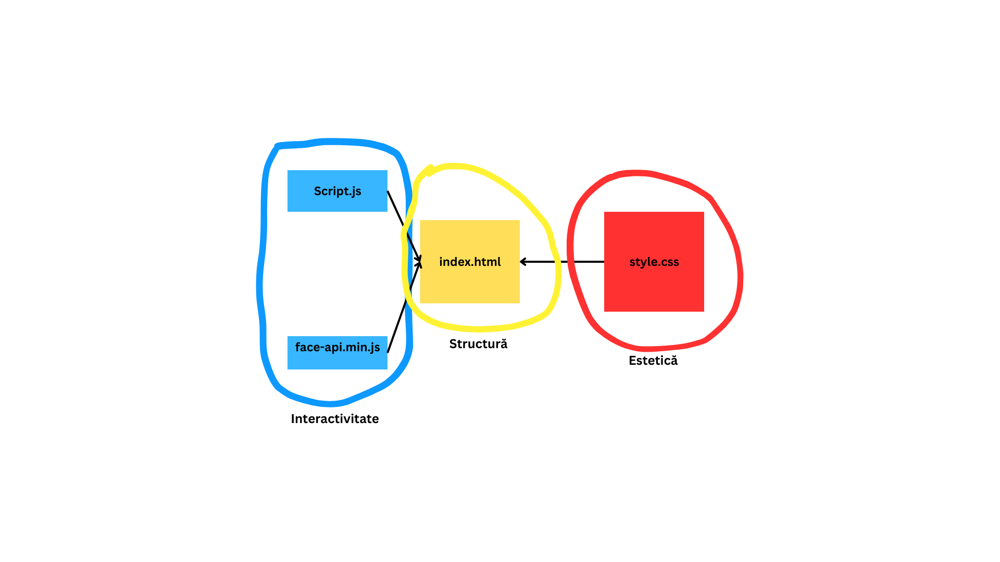 Script.js
face-api.min.js
Interactivitate
index.html
Structură
style.css
Estetică